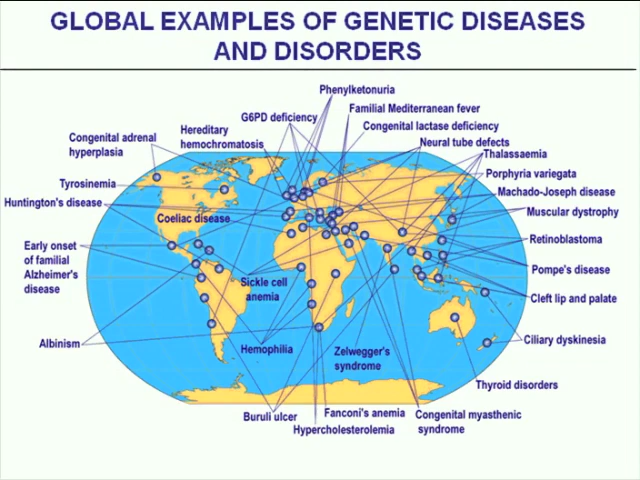 GLOBAL EXAMPLES OF GENETIC DISEASES
AND DISORDERS
Phenylketonuria
Familial Mediterranean fever
G6PD deficiency
Congenital lactase deficiency
Hereditary
hemochromatosis
Congenital adrenal
hyperplasia
Neural tube defects
Thalassaemia
Porphyria variegata
Tyrosinemia
Machado-Joseph disease
Huntington's disease
Coeliac disease
Muscular dystrophy
Retinoblastoma
Early onset
of familial
Alzheimer's
disease
Pompe's disease
Sickle cell
anemia
Cleft lip and palate
Albinism
Hemophilia
Zelwegger's
syndrome
Ciliary dyskinesia
Thyroid disorders
Buruli ulcer
Fanconi's anemia
Hypercholesterolemia
Congenital myasthenic
syndrome